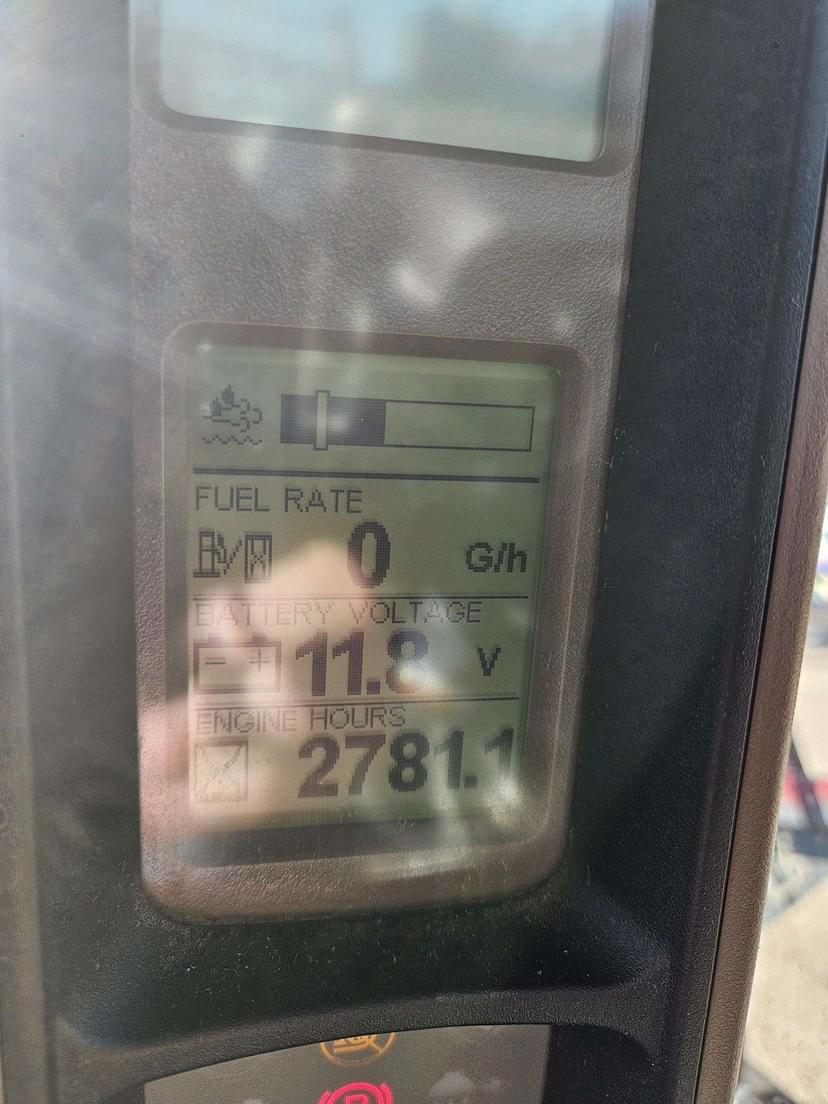 FUEL RATE
0 G/h
BATTERY VOLTAGE
- + 11.8 V
ENGINE HOURS
2781.1
P